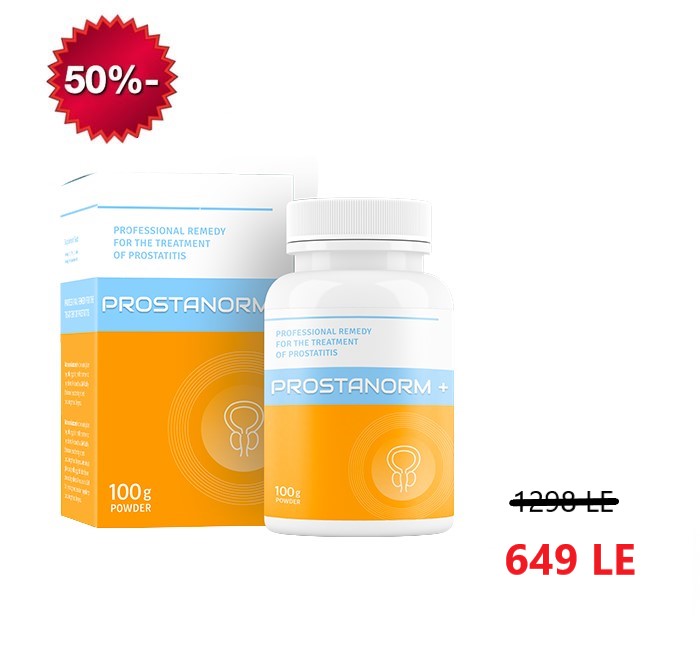 50%-
PROFESSIONAL REMEDY
FOR THE TREATMENT
OF PROSTATITIS
PROSTANORM
100g
POWDER
PROFESSIONAL REMEDY
FOR THE TREATMENT
OF PROSTATITIS
PROSTANORM +
100g
POWDER
1298 LE
649 LE